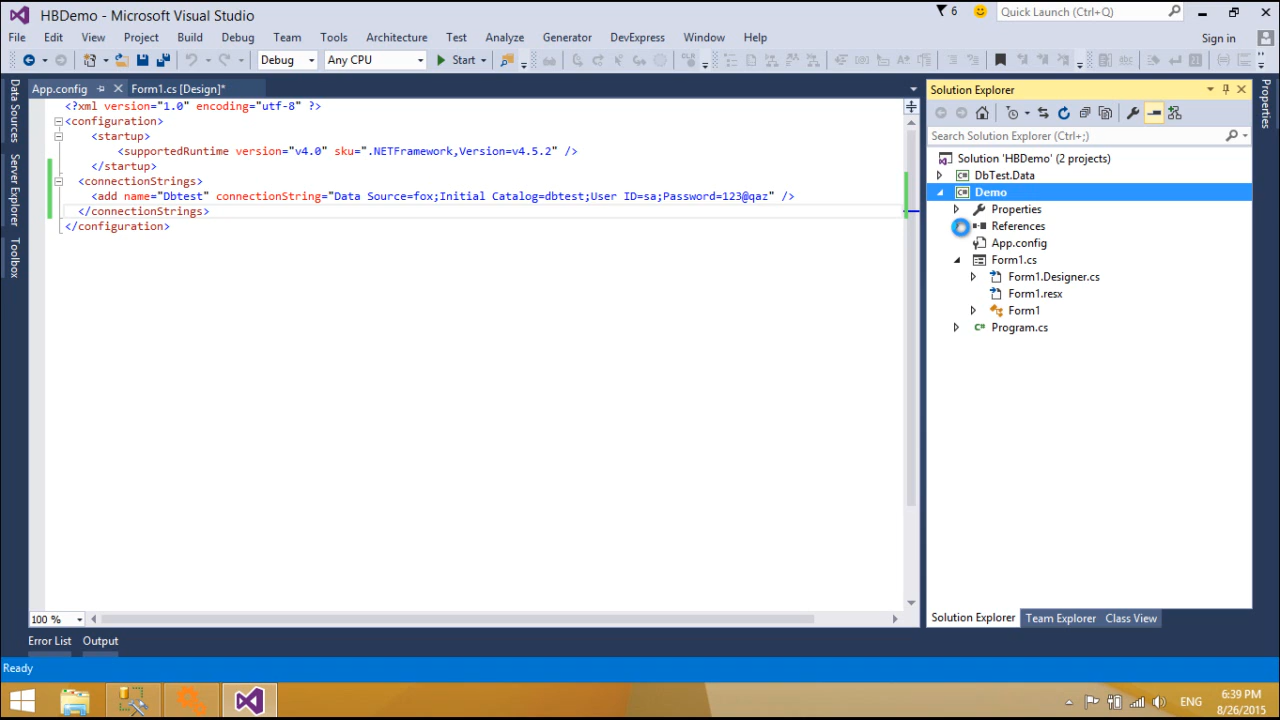 HBDemo - Microsoft Visual Studio
6
Quick Launch (Ctrl+Q)
File Edit View Project Build Debug Team Tools Architecture Test Analyze Generator DevExpress Window Help
Sign in
Debug Any CPU Start
App.config Form1.cs [Design]*
<?xml version="1.0" encoding="utf-8" ?>
<configuration>
<startup>
<supportedRuntime version="v4.0" sku=".NETFramework,Version=v4.5.2" />
</startup>
<connectionStrings>
<add name="Dbtest" connectionString="Data Source=fox;Initial Catalog=dbtest;User ID=sa;Password=123@qaz" />
</connectionStrings>
</configuration>
Data Sources
Server Explorer
Toolbox
Solution Explorer
Search Solution Explorer (Ctrl+;)
Solution 'HBDemo' (2 projects)
DbTest.Data
Demo
Properties
References
App.config
Form1.cs
Form1.Designer.cs
Form1.resx
Form1
Program.cs
Properties
100 %
Solution Explorer Team Explorer Class View
Error List Output
Ready
ENG
6:39 PM
8/26/2015